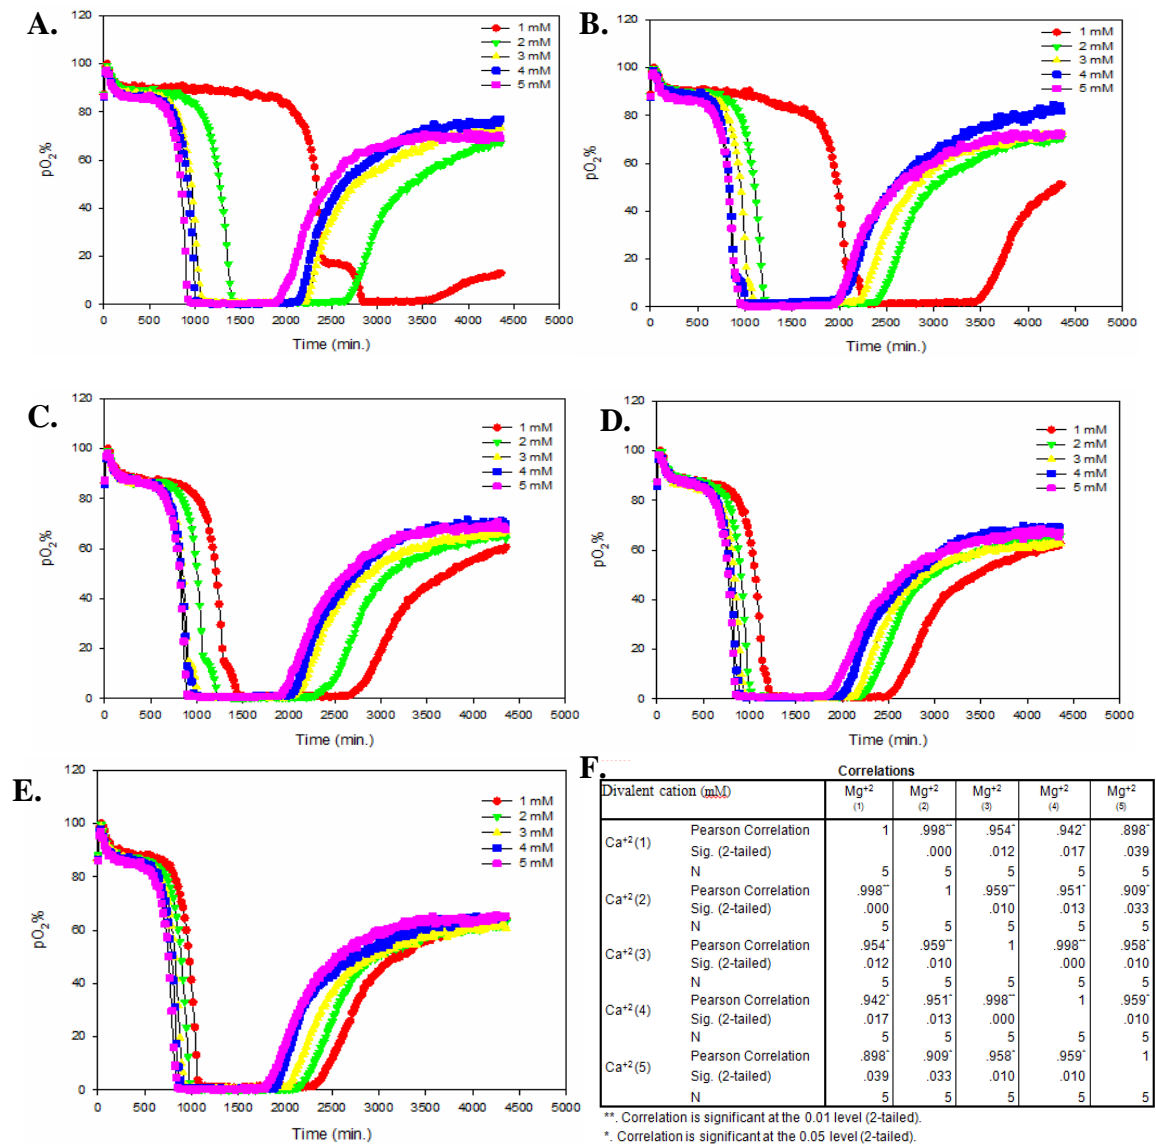 A.
120
100
80
60
40
20
0
pO2%
0 500 1000 1500 2000 2500 3000 3500 4000 4500 5000
Time (min.)
1 mM
2 mM
3 mM
4 mM
5 mM
B.
120
100
80
60
40
20
0
pO2%
0 500 1000 1500 2000 2500 3000 3500 4000 4500 5000
Time (min.)
1 mM
2 mM
3 mM
4 mM
5 mM
C.
120
100
80
60
40
20
0
pO2%
0 500 1000 1500 2000 2500 3000 3500 4000 4500 5000
Time (min.)
1 mM
2 mM
3 mM
4 mM
5 mM
D.
120
100
80
60
40
20
0
pO2%
0 500 1000 1500 2000 2500 3000 3500 4000 4500 5000
Time (min.)
1 mM
2 mM
3 mM
4 mM
5 mM
E.
120
100
80
60
40
20
0
pO2%
0 500 1000 1500 2000 2500 3000 3500 4000 4500 5000
Time (min.)
1 mM
2 mM
3 mM
4 mM
5 mM
F.
Correlations
Divalent cation (mM) Mg+2 (1) Mg+2 (2) Mg+2 (3) Mg+2 (4) Mg+2 (5)
Ca+2(1) Pearson Correlation 1 .998** .954* .942* .898*
Sig. (2-tailed) .000 .012 .017 .039
N 5 5 5 5 5
Ca+2(2) Pearson Correlation .998** 1 .959** .951* .909*
Sig. (2-tailed) .000 .010 .013 .033
N 5 5 5 5 5
Ca+2(3) Pearson Correlation .954* .959** 1 .998** .958*
Sig. (2-tailed) .012 .010 .000 .010
N 5 5 5 5 5
Ca+2(4) Pearson Correlation .942* .951* .998** 1 .959*
Sig. (2-tailed) .017 .013 .000 .010
N 5 5 5 5 5
Ca+2(5) Pearson Correlation .898* .909* .958* .959* 1
Sig. (2-tailed) .039 .033 .010 .010
N 5 5 5 5 5
**. Correlation is significant at the 0.01 level (2-tailed).
*. Correlation is significant at the 0.05 level (2-tailed).